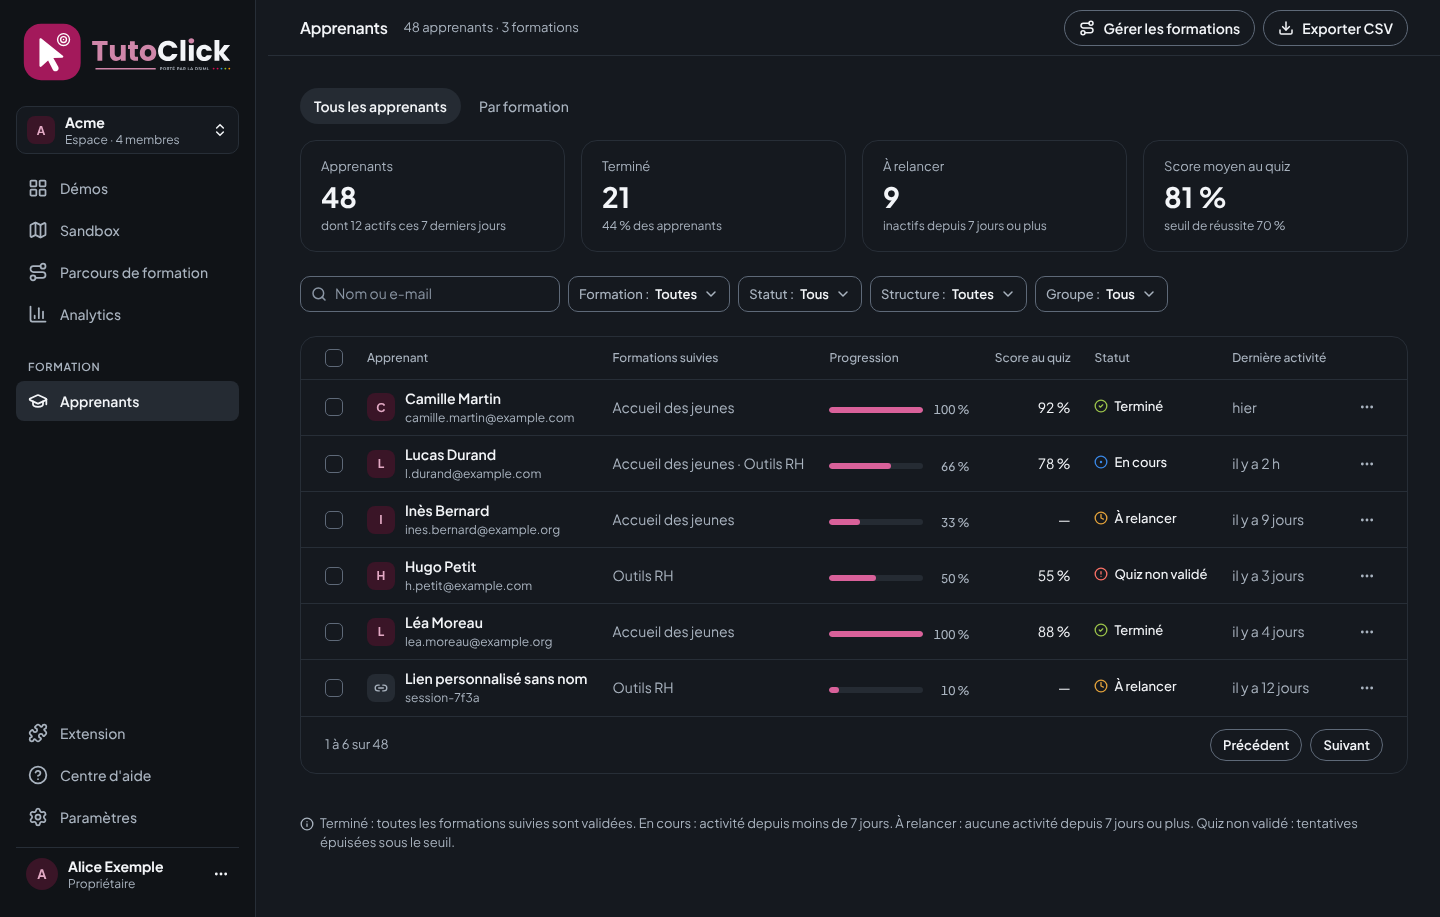 TutoClick
PORTÉ PAR LA DSIML
A
Acme
Espace · 4 membres
Démos
Sandbox
Parcours de formation
Analytics
FORMATION
Apprenants
Extension
Centre d'aide
Paramètres
A
Alice Exemple
Propriétaire
Apprenants
48 apprenants · 3 formations
Gérer les formations
Exporter CSV
Tous les apprenants
Par formation
Apprenants
48
dont 12 actifs ces 7 derniers jours
Terminé
21
44 % des apprenants
À relancer
9
inactifs depuis 7 jours ou plus
Score moyen au quiz
81 %
seuil de réussite 70 %
Nom ou e-mail
Formation : Toutes
Statut : Tous
Structure : Toutes
Groupe : Tous
Apprenant Formations suivies Progression Score au quiz Statut Dernière activité
C Camille Martin
camille.martin@example.com
Accueil des jeunes 100 % 92 % Terminé hier
L Lucas Durand
l.durand@example.com
Accueil des jeunes · Outils RH 66 % 78 % En cours il y a 2 h
I Inès Bernard
ines.bernard@example.org
Accueil des jeunes 33 % — À relancer il y a 9 jours
H Hugo Petit
h.petit@example.com
Outils RH 50 % 55 % Quiz non validé il y a 3 jours
L Léa Moreau
lea.moreau@example.org
Accueil des jeunes 100 % 88 % Terminé il y a 4 jours
Lien personnalisé sans nom
session-7f3a
Outils RH 10 % — À relancer il y a 12 jours
1 à 6 sur 48
Précédent
Suivant
Terminé : toutes les formations suivies sont validées. En cours : activité depuis moins de 7 jours. À relancer : aucune activité depuis 7 jours ou plus. Quiz non validé : tentatives
épuisées sous le seuil.